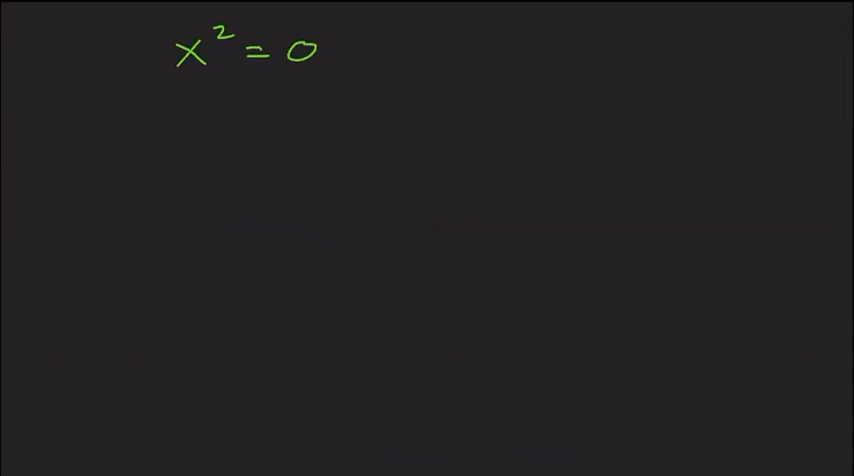 x² = 0